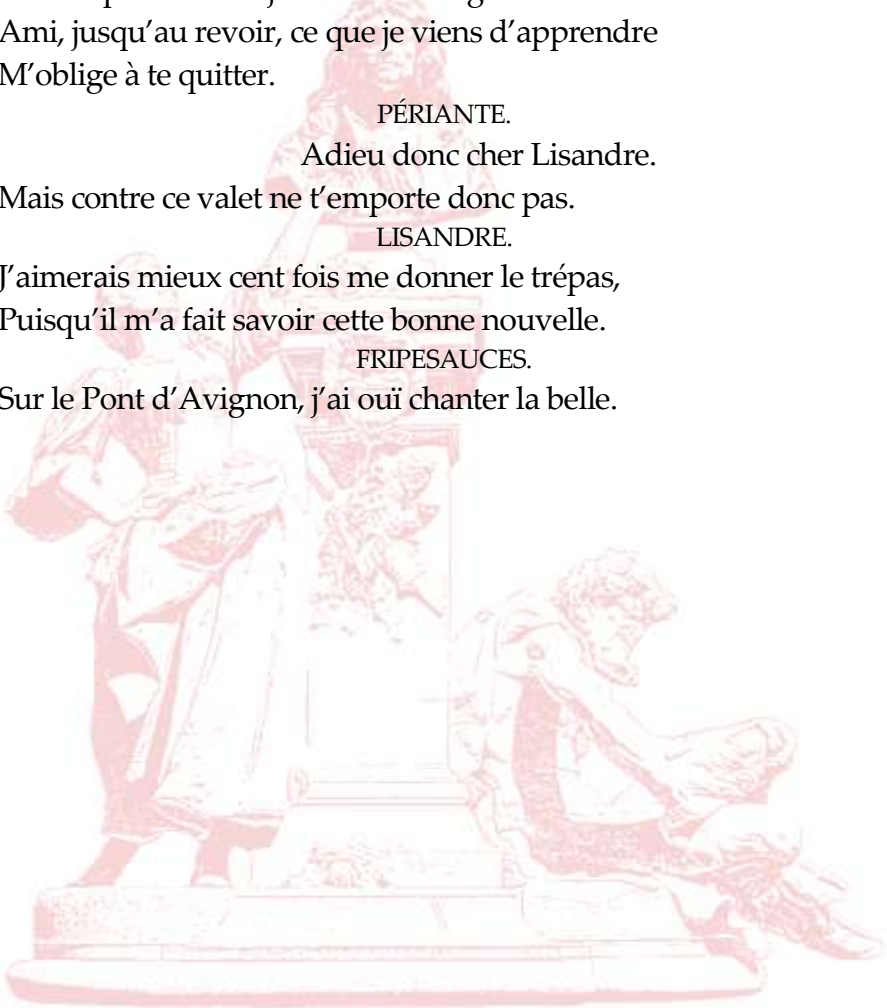 Ami, jusqu’au revoir, ce que je viens d’apprendre
M’oblige à te quitter.
PÉRIANTE.
Adieu donc cher Lisandre.
Mais contre ce valet ne t’emporte donc pas.
LISANDRE.
J’aimerais mieux cent fois me donner le trépas,
Puisqu’il m’a fait savoir cette bonne nouvelle.
FRIPESAUCES.
Sur le Pont d’Avignon, j’ai ouï chanter la belle.